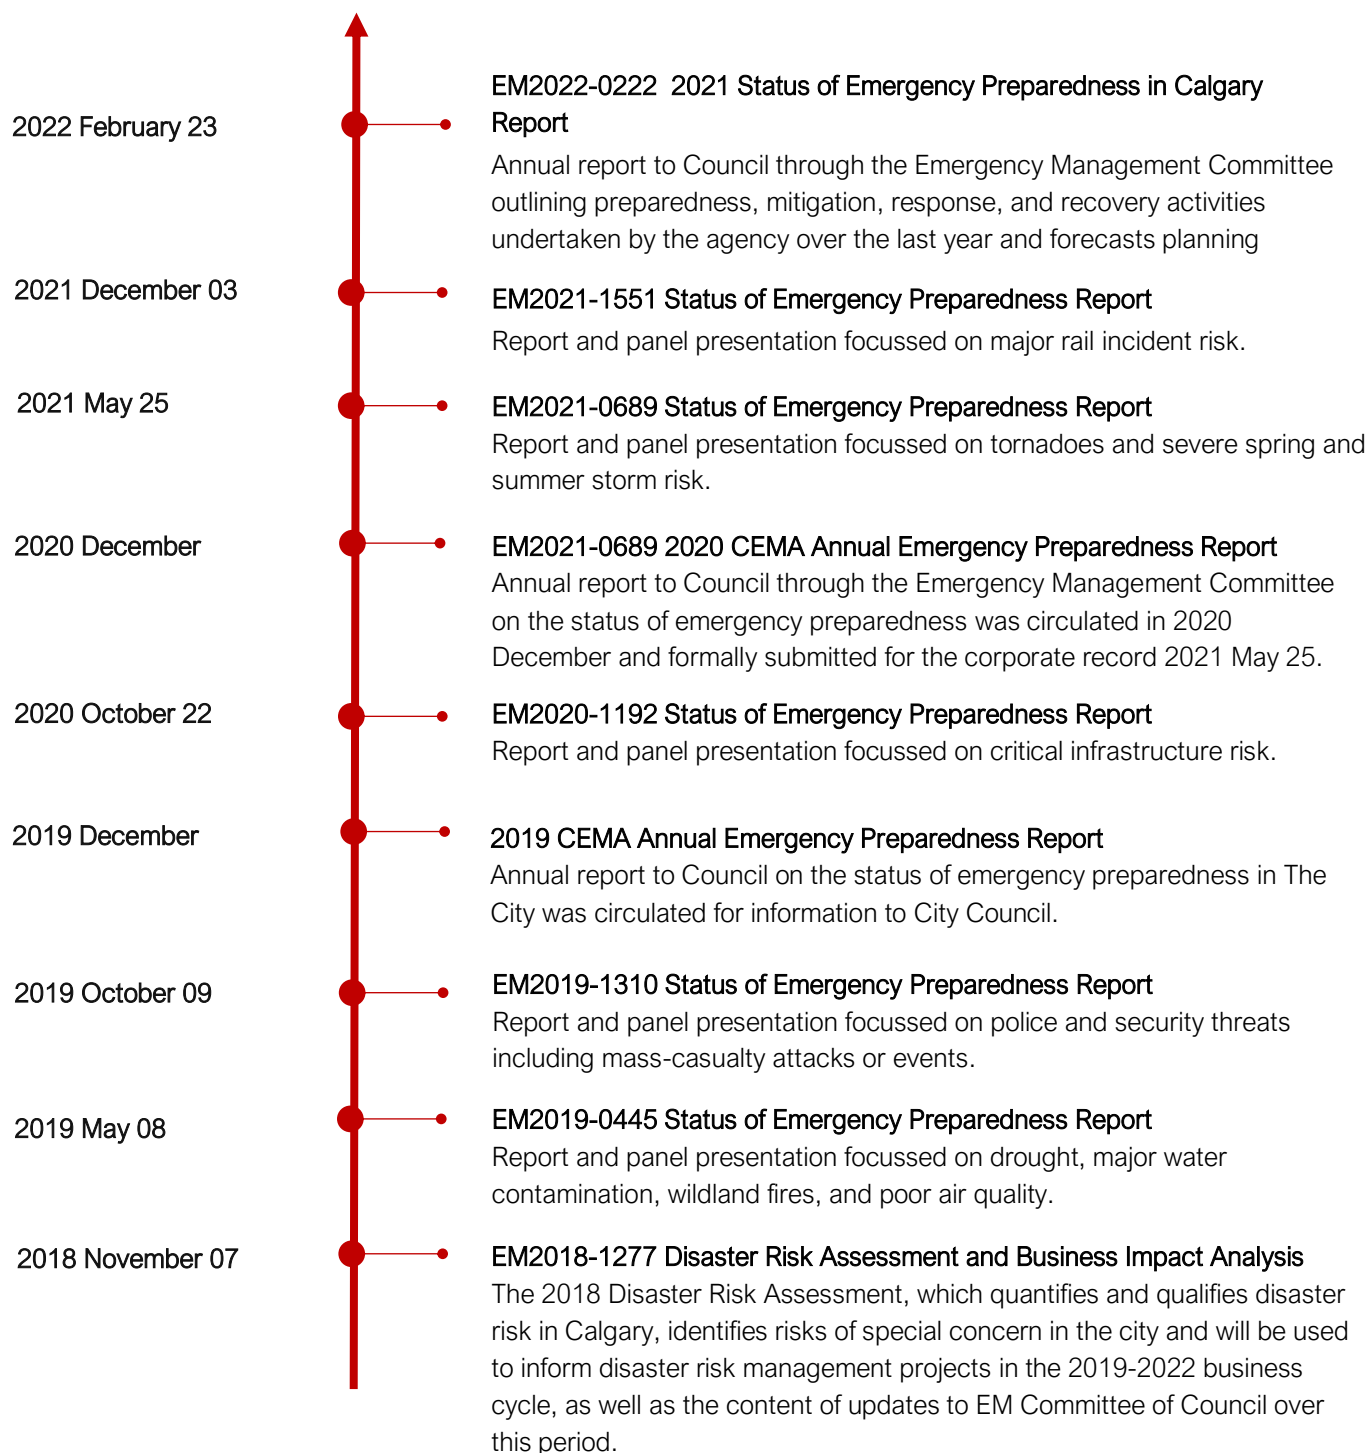 EM2022-0222  2021 Status of Emergency Preparedness in Calgary
Report
2022 February 23
Annual report to Council through the Emergency Management Committee
outlining preparedness, mitigation, response, and recovery activities
undertaken by the agency over the last year and forecasts planning
2021 December 03
EM2021-1551 Status of Emergency Preparedness Report
Report and panel presentation focussed on major rail incident risk.
2021 May 25
EM2021-0689 Status of Emergency Preparedness Report
Report and panel presentation focussed on tornadoes and severe spring and
summer storm risk.
2020 December
EM2021-0689 2020 CEMA Annual Emergency Preparedness Report
Annual report to Council through the Emergency Management Committee
on the status of emergency preparedness was circulated in 2020
December and formally submitted for the corporate record 2021 May 25.
2020 October 22
EM2020-1192 Status of Emergency Preparedness Report
Report and panel presentation focussed on critical infrastructure risk.
2019 December
2019 CEMA Annual Emergency Preparedness Report
Annual report to Council on the status of emergency preparedness in The
City was circulated for information to City Council.
2019 October 09
EM2019-1310 Status of Emergency Preparedness Report
Report and panel presentation focussed on police and security threats
including mass-casualty attacks or events.
2019 May 08
EM2019-0445 Status of Emergency Preparedness Report
Report and panel presentation focussed on drought, major water
contamination, wildland fires, and poor air quality.
2018 November 07
EM2018-1277 Disaster Risk Assessment and Business Impact Analysis
The 2018 Disaster Risk Assessment, which quantifies and qualifies disaster
risk in Calgary, identifies risks of special concern in the city and will be used
to inform disaster risk management projects in the 2019-2022 business
cycle, as well as the content of updates to EM Committee of Council over
this period.